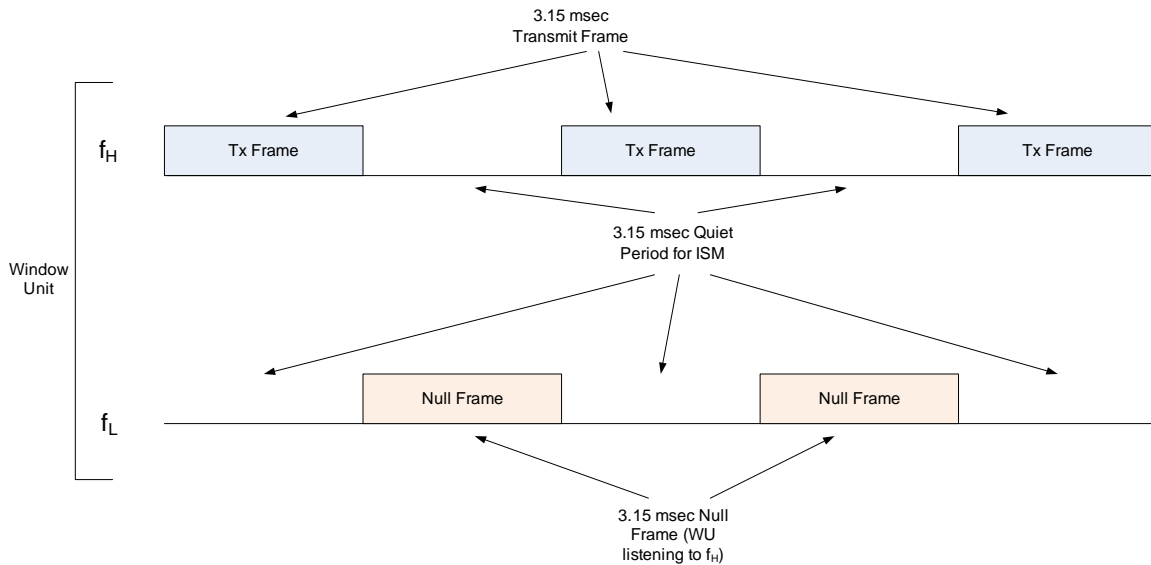 3.15 msec
Transmit Frame
f_H
Tx Frame
Tx Frame
Tx Frame
3.15 msec Quiet
Period for ISM
Window
Unit
Null Frame
Null Frame
f_L
3.15 msec Null
Frame (WU
listening to f_H)